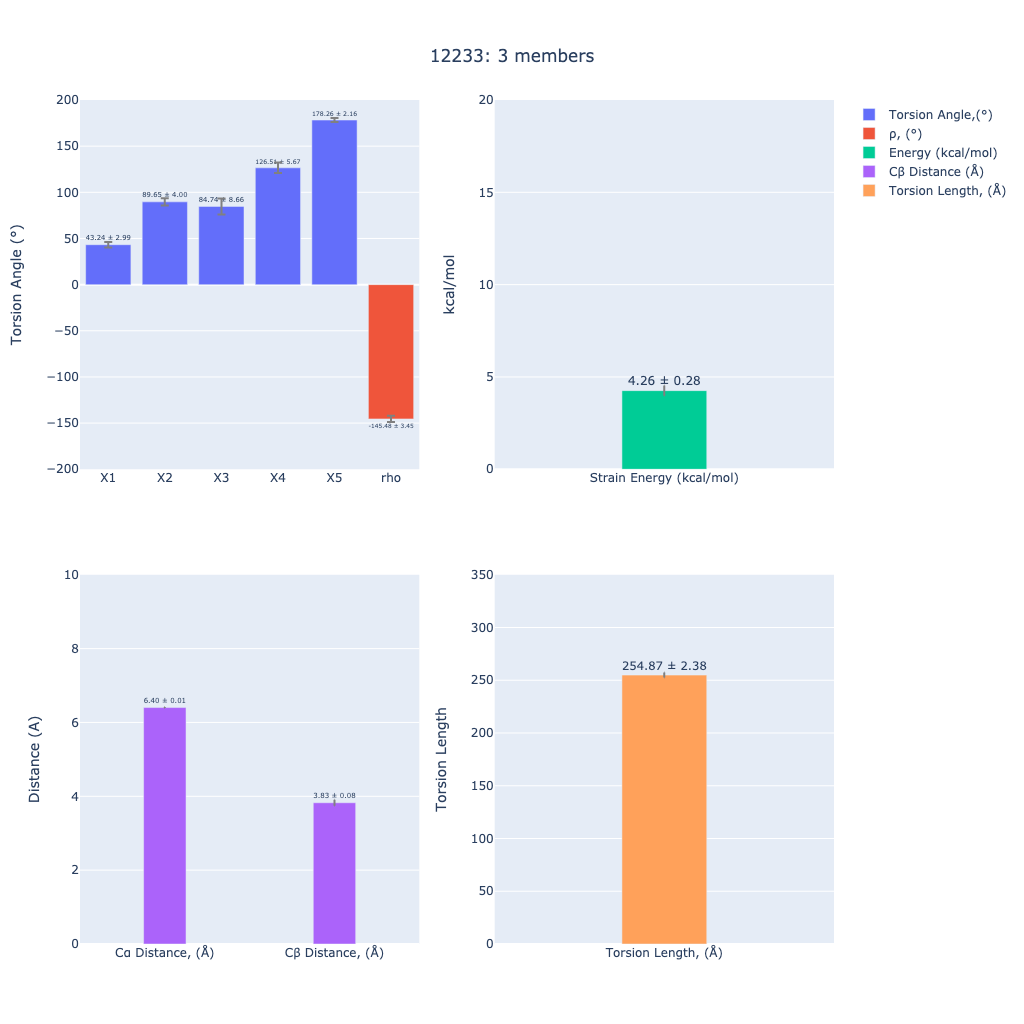 12233: 3 members
Torsion Angle (°)
200
150
100
50
0
−50
−100
−150
−200
43.24 ± 2.99
89.65 ± 4.00
84.74 ± 8.66
± 5.67
178.26 ± 2.16
-145.48 ± 3.45
X1
X2
X3
X4
X5
rho
kcal/mol
20
15
10
5
0
4.26 ± 0.28
Strain Energy (kcal/mol)
Torsion Angle,(°)
ρ, (°)
Energy (kcal/mol)
Cβ Distance (Å)
Torsion Length, (Å)
Distance (A)
10
8
6
4
2
0
6.40 ± 0.01
3.83 ± 0.08
Cα Distance, (Å)
Cβ Distance, (Å)
Torsion Length
350
300
250
200
150
100
50
0
254.87 ± 2.38
Torsion Length, (Å)